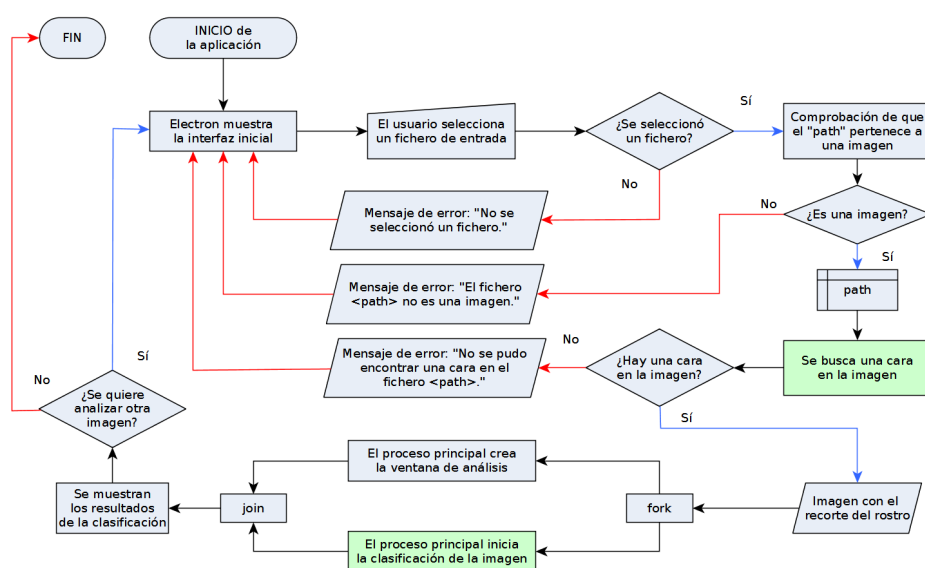 FIN
INICIO de
la aplicación
Electron muestra
la interfaz inicial
El usuario selecciona
un fichero de entrada
¿Se seleccionó
un fichero?
Sí
Comprobación de que
el "path" pertenece a
una imagen
No
Mensaje de error: "No se
seleccionó un fichero."
No
¿Es una imagen?
Sí
Mensaje de error: "El fichero
<path> no es una imagen."
path
Mensaje de error: "No se pudo
encontrar una cara en el
fichero <path>."
No
¿Hay una cara
en la imagen?
Se busca una cara
en la imagen
Sí
No
Sí
¿Se quiere
analizar otra
imagen?
El proceso principal crea
la ventana de análisis
Se muestran
los resultados
de la clasificación
join
fork
Imagen con el
recorte del rostro
El proceso principal inicia
la clasificación de la imagen